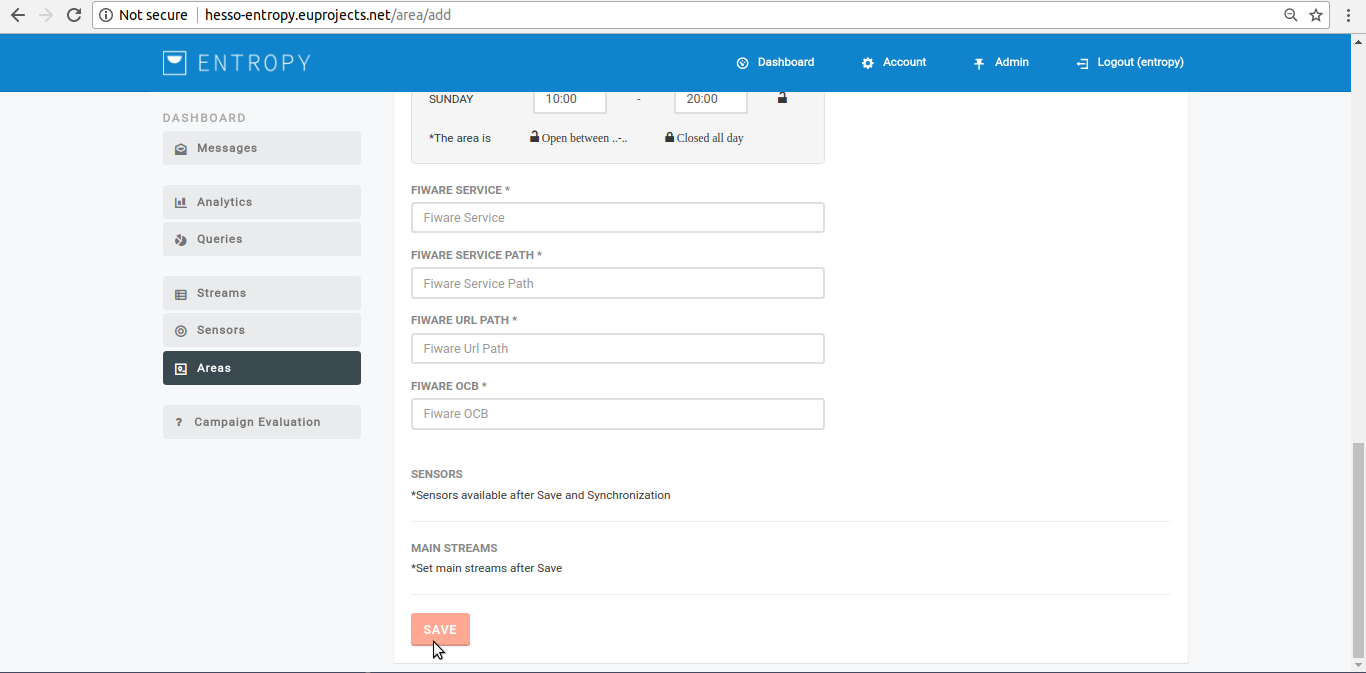 Not secure | hesso-entropy.euprojects.net/area/add
ENTROPY
Dashboard Account Admin Logout (entropy)
DASHBOARD
Messages
Analytics
Queries
Streams
Sensors
Areas
? Campaign Evaluation
SUNDAY 10:00 - 20:00
*The area is Open between ..-.. Closed all day
FIWARE SERVICE *
Fiware Service
FIWARE SERVICE PATH *
Fiware Service Path
FIWARE URL PATH *
Fiware Url Path
FIWARE OCB *
Fiware OCB
SENSORS
*Sensors available after Save and Synchronization
MAIN STREAMS
*Set main streams after Save
SAVE